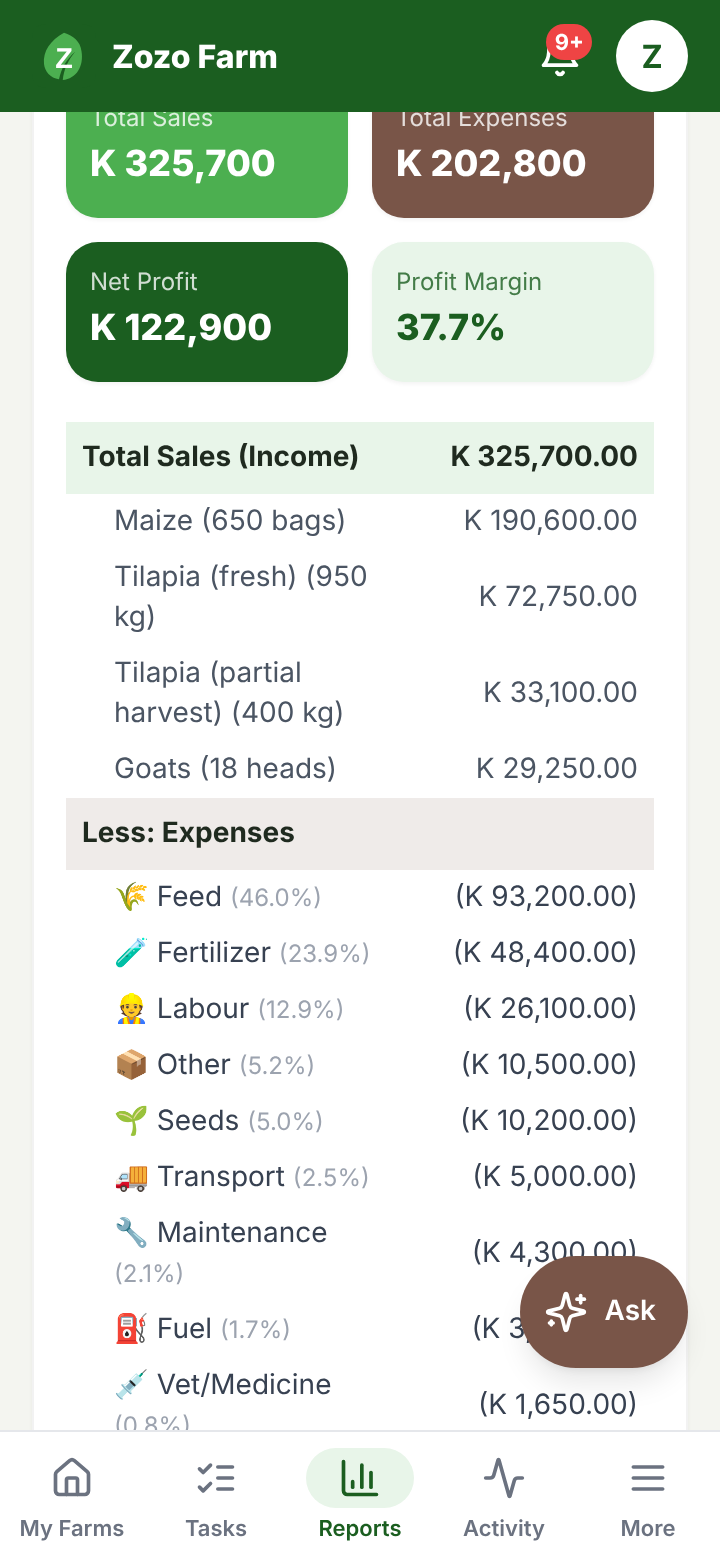 Z
Zozo Farm
9+
Z
Total Sales
K 325,700
Total Expenses
K 202,800
Net Profit
K 122,900
Profit Margin
37.7%
Total Sales (Income) K 325,700.00
Maize (650 bags) K 190,600.00
Tilapia (fresh) (950
kg)
K 72,750.00
Tilapia (partial
harvest) (400 kg)
K 33,100.00
Goats (18 heads) K 29,250.00
Less: Expenses
Feed (46.0%) (K 93,200.00)
Fertilizer (23.9%) (K 48,400.00)
Labour (12.9%) (K 26,100.00)
Other (5.2%) (K 10,500.00)
Seeds (5.0%) (K 10,200.00)
Transport (2.5%) (K 5,000.00)
Maintenance
(2.1%)
(K 4,300.00)
Ask
Fuel (1.7%) (K 3
Vet/Medicine
(0.8%)
(K 1,650.00)
My Farms
Tasks
Reports
Activity
More